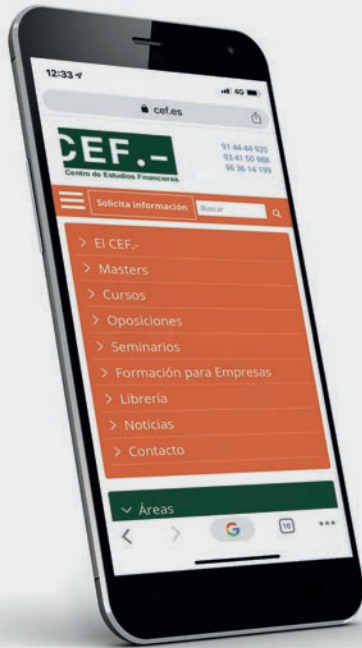 12:33
4G
cef.es
CEF.-
Centro de Estudios Financieros
91 44 44 920
93 41 50 988
96 36 14 199
Solicita información
Buscar
El CEF.-
Masters
Cursos
Oposiciones
Seminarios
Formación para Empresas
Librería
Noticias
Contacto
Áreas
G
16